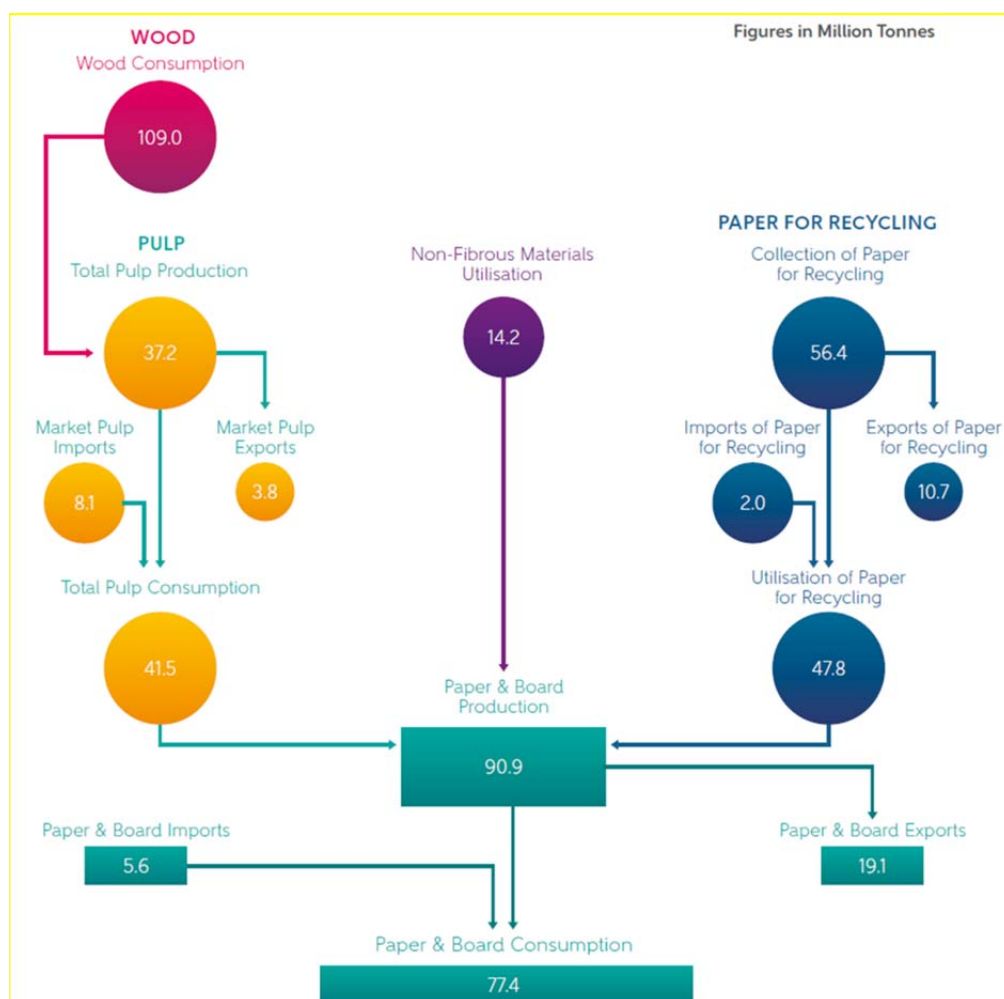 Figures in Million Tonnes
WOOD
Wood Consumption
109.0
PULP
Total Pulp Production
37.2
Market Pulp
Imports
8.1
Market Pulp
Exports
3.8
Total Pulp Consumption
41.5
Non-Fibrous Materials
Utilisation
14.2
PAPER FOR RECYCLING
Collection of Paper
for Recycling
56.4
Imports of Paper
for Recycling
2.0
Exports of Paper
for Recycling
10.7
Utilisation of Paper
for Recycling
47.8
Paper & Board
Production
90.9
Paper & Board Imports
5.6
Paper & Board Exports
19.1
Paper & Board Consumption
77.4